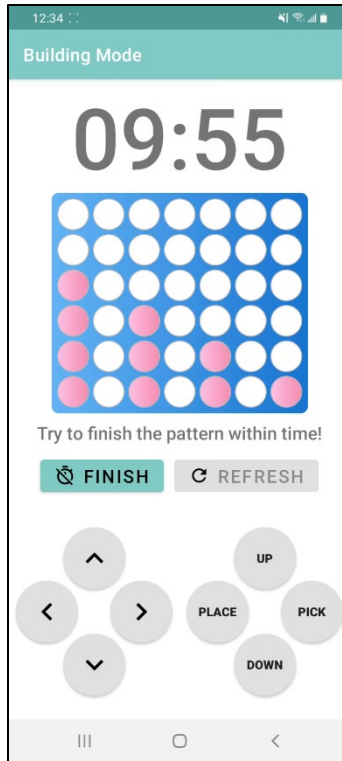 12:34
Building Mode
09:55
Try to finish the pattern within time!
FINISH REFRESH
UP
PLACE PICK
DOWN